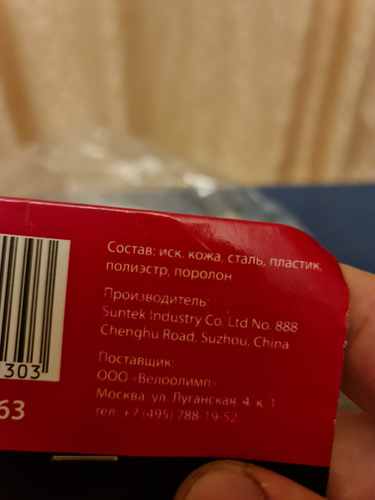 Состав: иск. кожа, сталь, пластик,
полиэстр, поролон
Производитель:
Suntek Industry Co. Ltd No. 888
Chenghu Road, Suzhou, China
Поставщик:
ООО «Велоолимп»
Москва, ул. Луганская, 4, к. 1
тел. +7 (495) 788-19-52
303
63